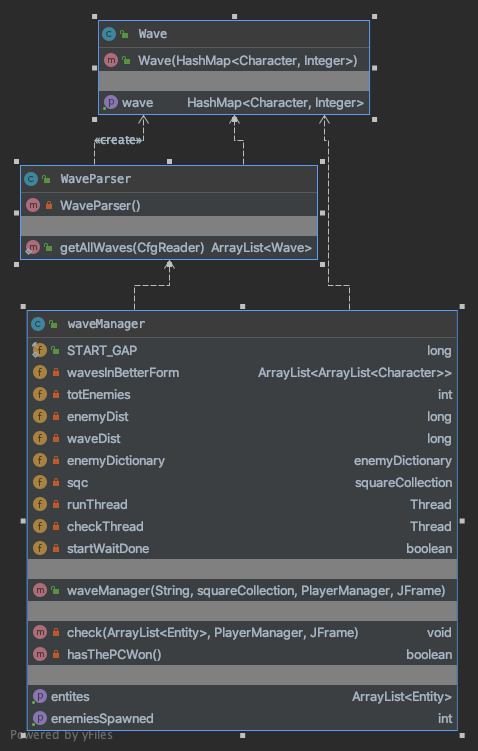 Wave
Wave(HashMap<Character, Integer>)
wave HashMap<Character, Integer>
«create»
WaveParser
WaveParser()
getAllWaves(CfgReader) ArrayList<Wave>
waveManager
START_GAP long
wavesInBetterForm ArrayList<ArrayList<Character>>
totEnemies int
enemyDist long
waveDist long
enemyDictionary enemyDictionary
sqc squareCollection
runThread Thread
checkThread Thread
startWaitDone boolean
waveManager(String, squareCollection, PlayerManager, JFrame)
check(ArrayList<Entity>, PlayerManager, JFrame) void
hasThePCWon() boolean
entites ArrayList<Entity>
enemiesSpawned int
Powered by yFiles